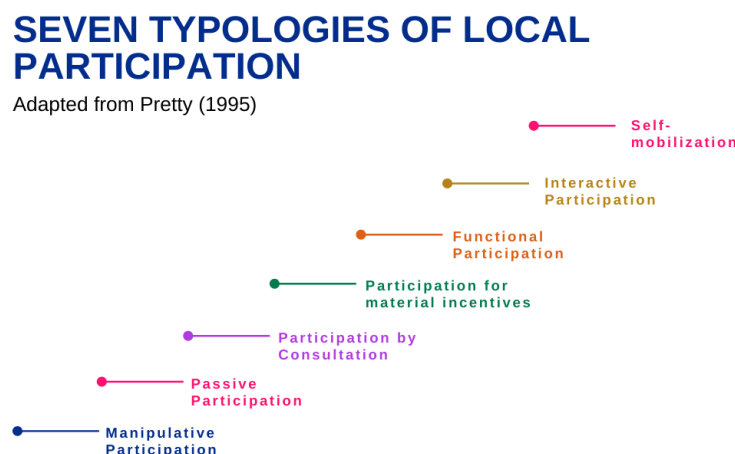 SEVEN TYPOLOGIES OF LOCAL
PARTICIPATION
Adapted from Pretty (1995)
Self-
mobilization
Interactive
Participation
Functional
Participation
Participation for
material incentives
Participation by
Consultation
Passive
Participation
Manipulative
Participation